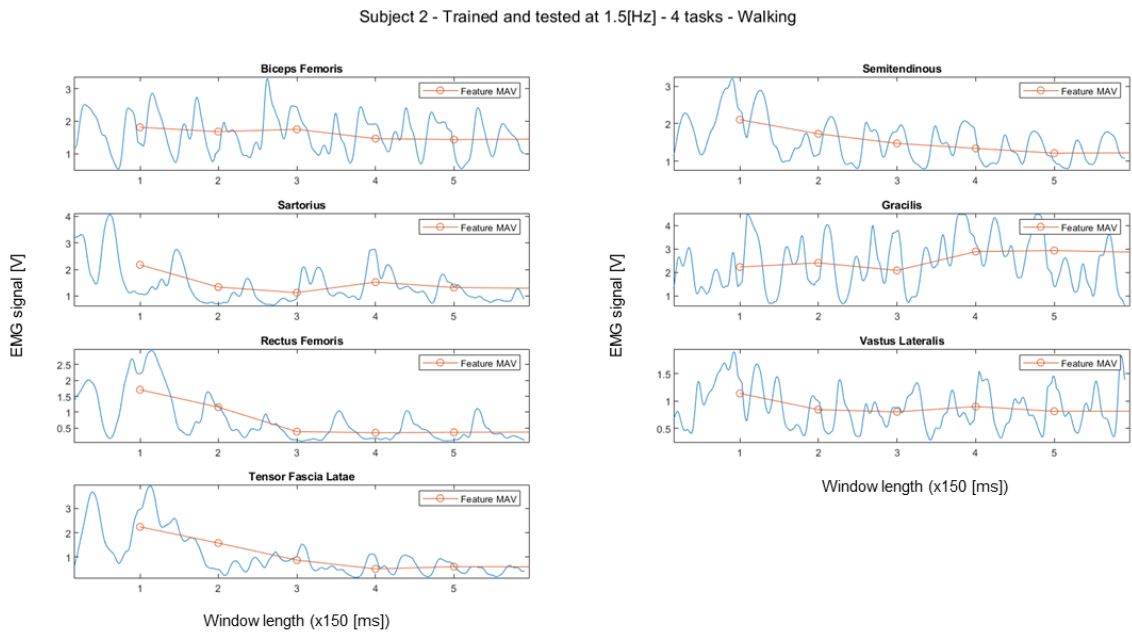 Subject 2 - Trained and tested at 1.5[Hz] - 4 tasks - Walking
Biceps Femoris
Feature MAV
3
2
1
1 2 3 4 5
Sartorius
Feature MAV
4
3
2
1
1 2 3 4 5
Rectus Femoris
Feature MAV
2.5
2
1.5
1
0.5
1 2 3 4 5
Tensor Fascia Latae
Feature MAV
3
2
1
1 2 3 4 5
EMG signal [V]
Window length (x150 [ms])
Semitendinous
Feature MAV
3
2
1
1 2 3 4 5
Gracilis
Feature MAV
4
3
2
1
1 2 3 4 5
Vastus Lateralis
Feature MAV
1.5
1
0.5
1 2 3 4 5
EMG signal [V]
Window length (x150 [ms])